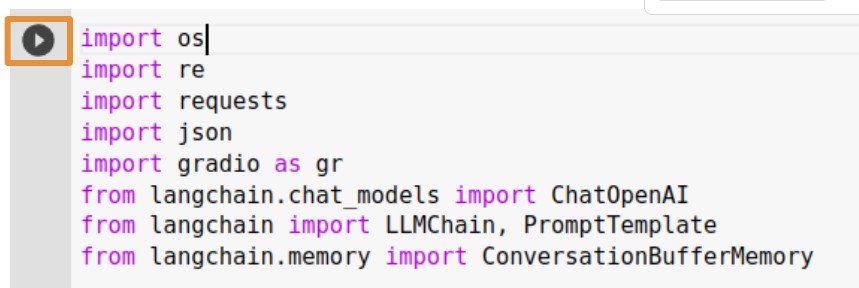 import os
import re
import requests
import json
import gradio as gr
from langchain.chat_models import ChatOpenAI
from langchain import LLMChain, PromptTemplate
from langchain.memory import ConversationBufferMemory